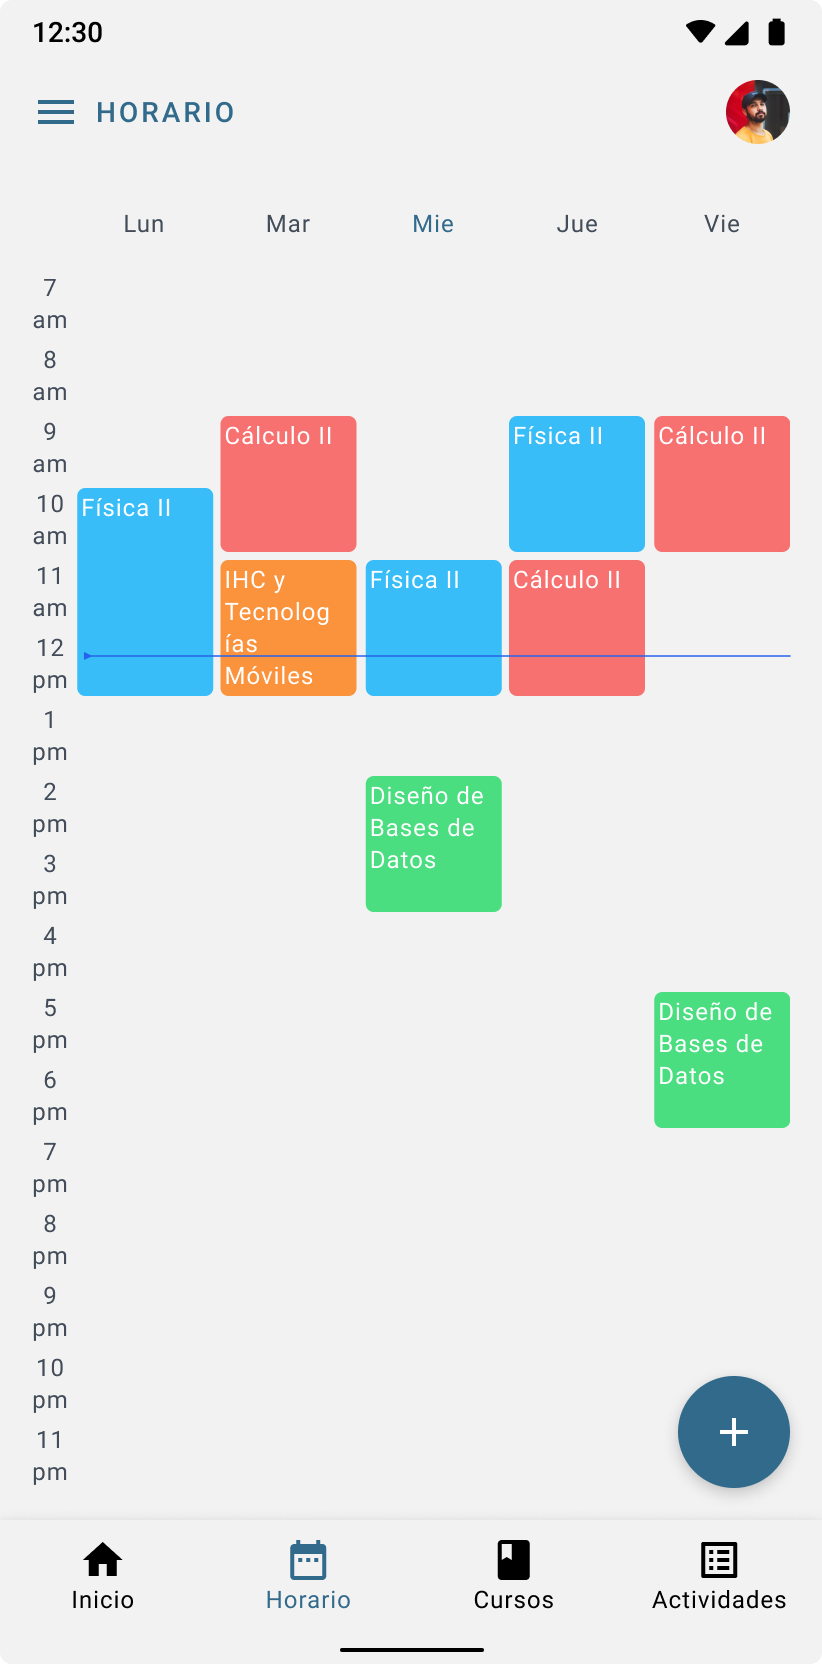 12:30
HORARIO
Lun Mar Mie Jue Vie
7
am
8
am
9
am
Cálculo II
Física II
Cálculo II
10
am
Física II
11
am
IHC y
Tecnolog
ías
Móviles
Física II
Cálculo II
12
pm
1
pm
2
pm
Diseño de
Bases de
Datos
3
pm
4
pm
5
pm
Diseño de
Bases de
Datos
6
pm
7
pm
8
pm
9
pm
10
pm
11
pm
Inicio Horario Cursos Actividades